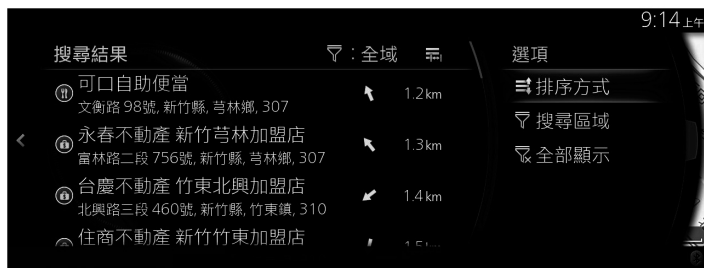 9:14 上午
搜尋結果
：全域
可口自助便當
1.2 km
文衡路 98號, 新竹縣, 芎林鄉, 307
永春不動產 新竹芎林加盟店
1.3 km
富林路二段 756號, 新竹縣, 芎林鄉, 307
台慶不動產 竹東北興加盟店
1.4 km
北興路三段 460號, 新竹縣, 竹東鎮, 310
住商不動產 新竹竹東加盟店
選項
排序方式
搜尋區域
全部顯示